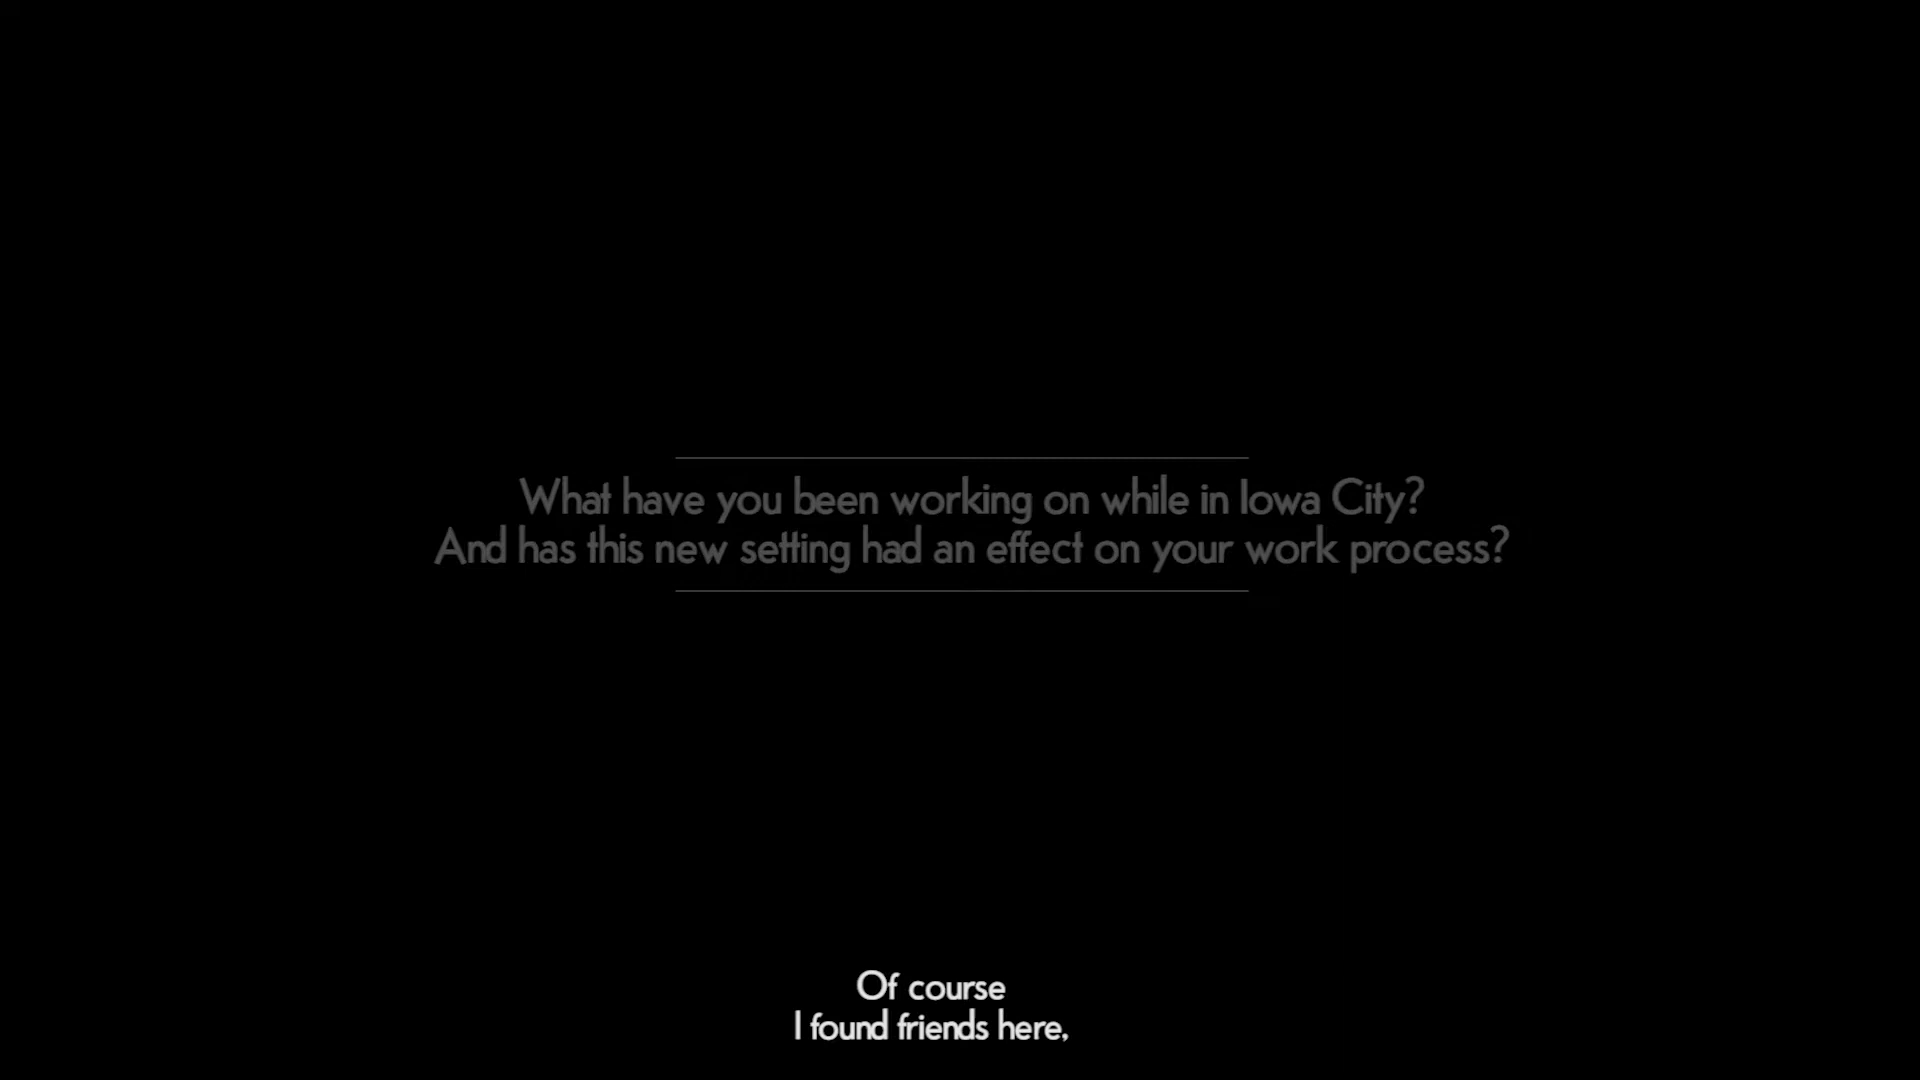 What have you been working on while in Iowa City?
And has this new setting had an effect on your work process?
Of course
I found friends here,